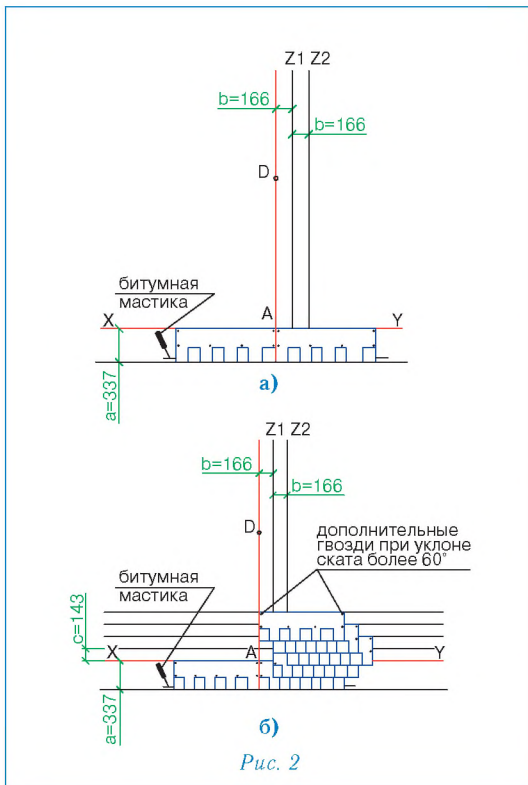 Z1 Z2
b=166
b=166
D
битумная
мастика
X
A
Y
a=337
а)
Z1 Z2
b=166
b=166
D
дополнительные
гвозди при уклоне
ската более 60°
битумная
мастика
c=143
X
A
Y
a=337
б)
Рис. 2